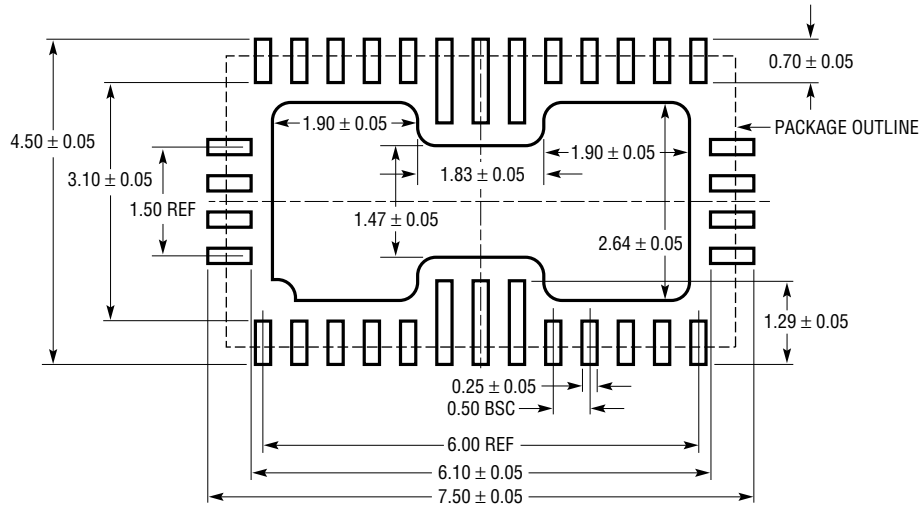 0.70 ± 0.05
PACKAGE OUTLINE
1.90 ± 0.05
4.50 ± 0.05
1.90 ± 0.05
1.83 ± 0.05
3.10 ± 0.05
1.50 REF
1.47 ± 0.05
2.64 ± 0.05
1.29 ± 0.05
0.25 ± 0.05
0.50 BSC
6.00 REF
6.10 ± 0.05
7.50 ± 0.05